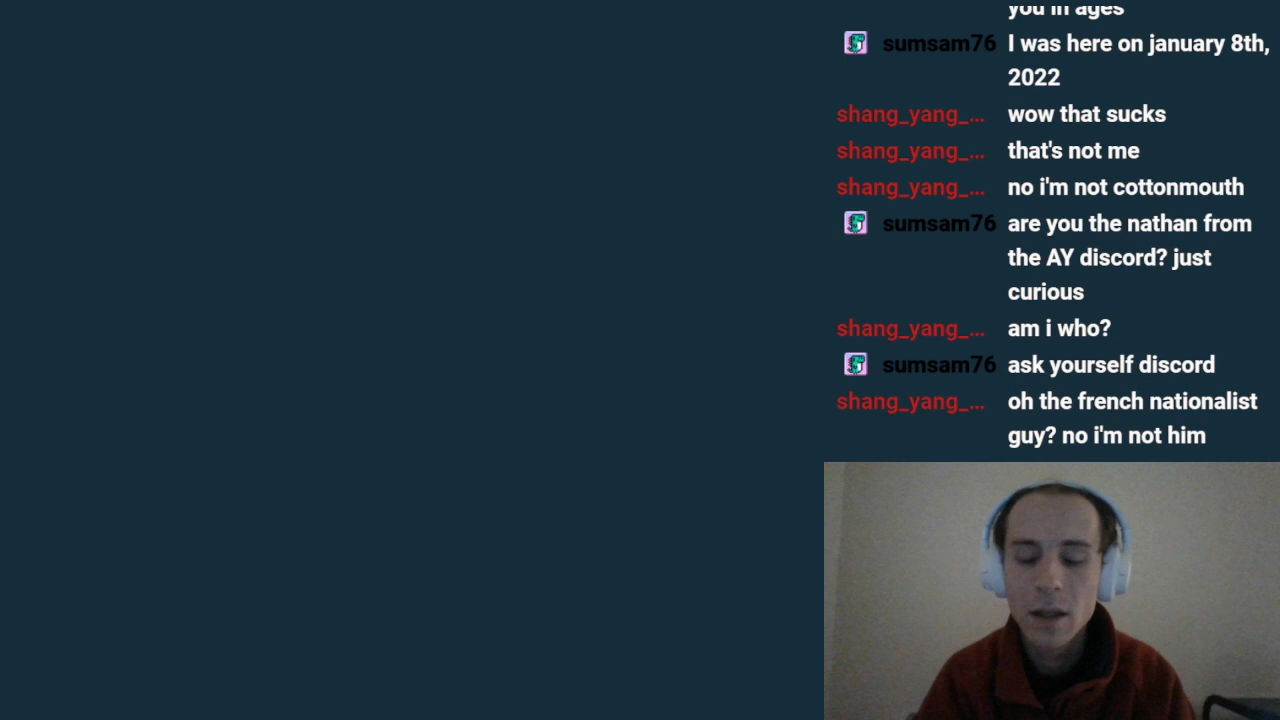 you in ages
sumsam76 I was here on january 8th,
2022
shang_yang_... wow that sucks
shang_yang_... that's not me
shang_yang_... no i'm not cottonmouth
sumsam76 are you the nathan from
the AY discord? just
curious
shang_yang_... am i who?
sumsam76 ask yourself discord
shang_yang_... oh the french nationalist
guy? no i'm not him